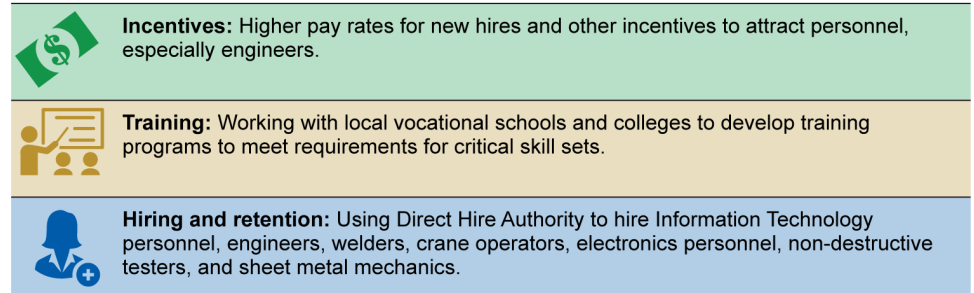 Incentives: Higher pay rates for new hires and other incentives to attract personnel,
especially engineers.
Training: Working with local vocational schools and colleges to develop training
programs to meet requirements for critical skill sets.
Hiring and retention: Using Direct Hire Authority to hire Information Technology
personnel, engineers, welders, crane operators, electronics personnel, non-destructive
testers, and sheet metal mechanics.